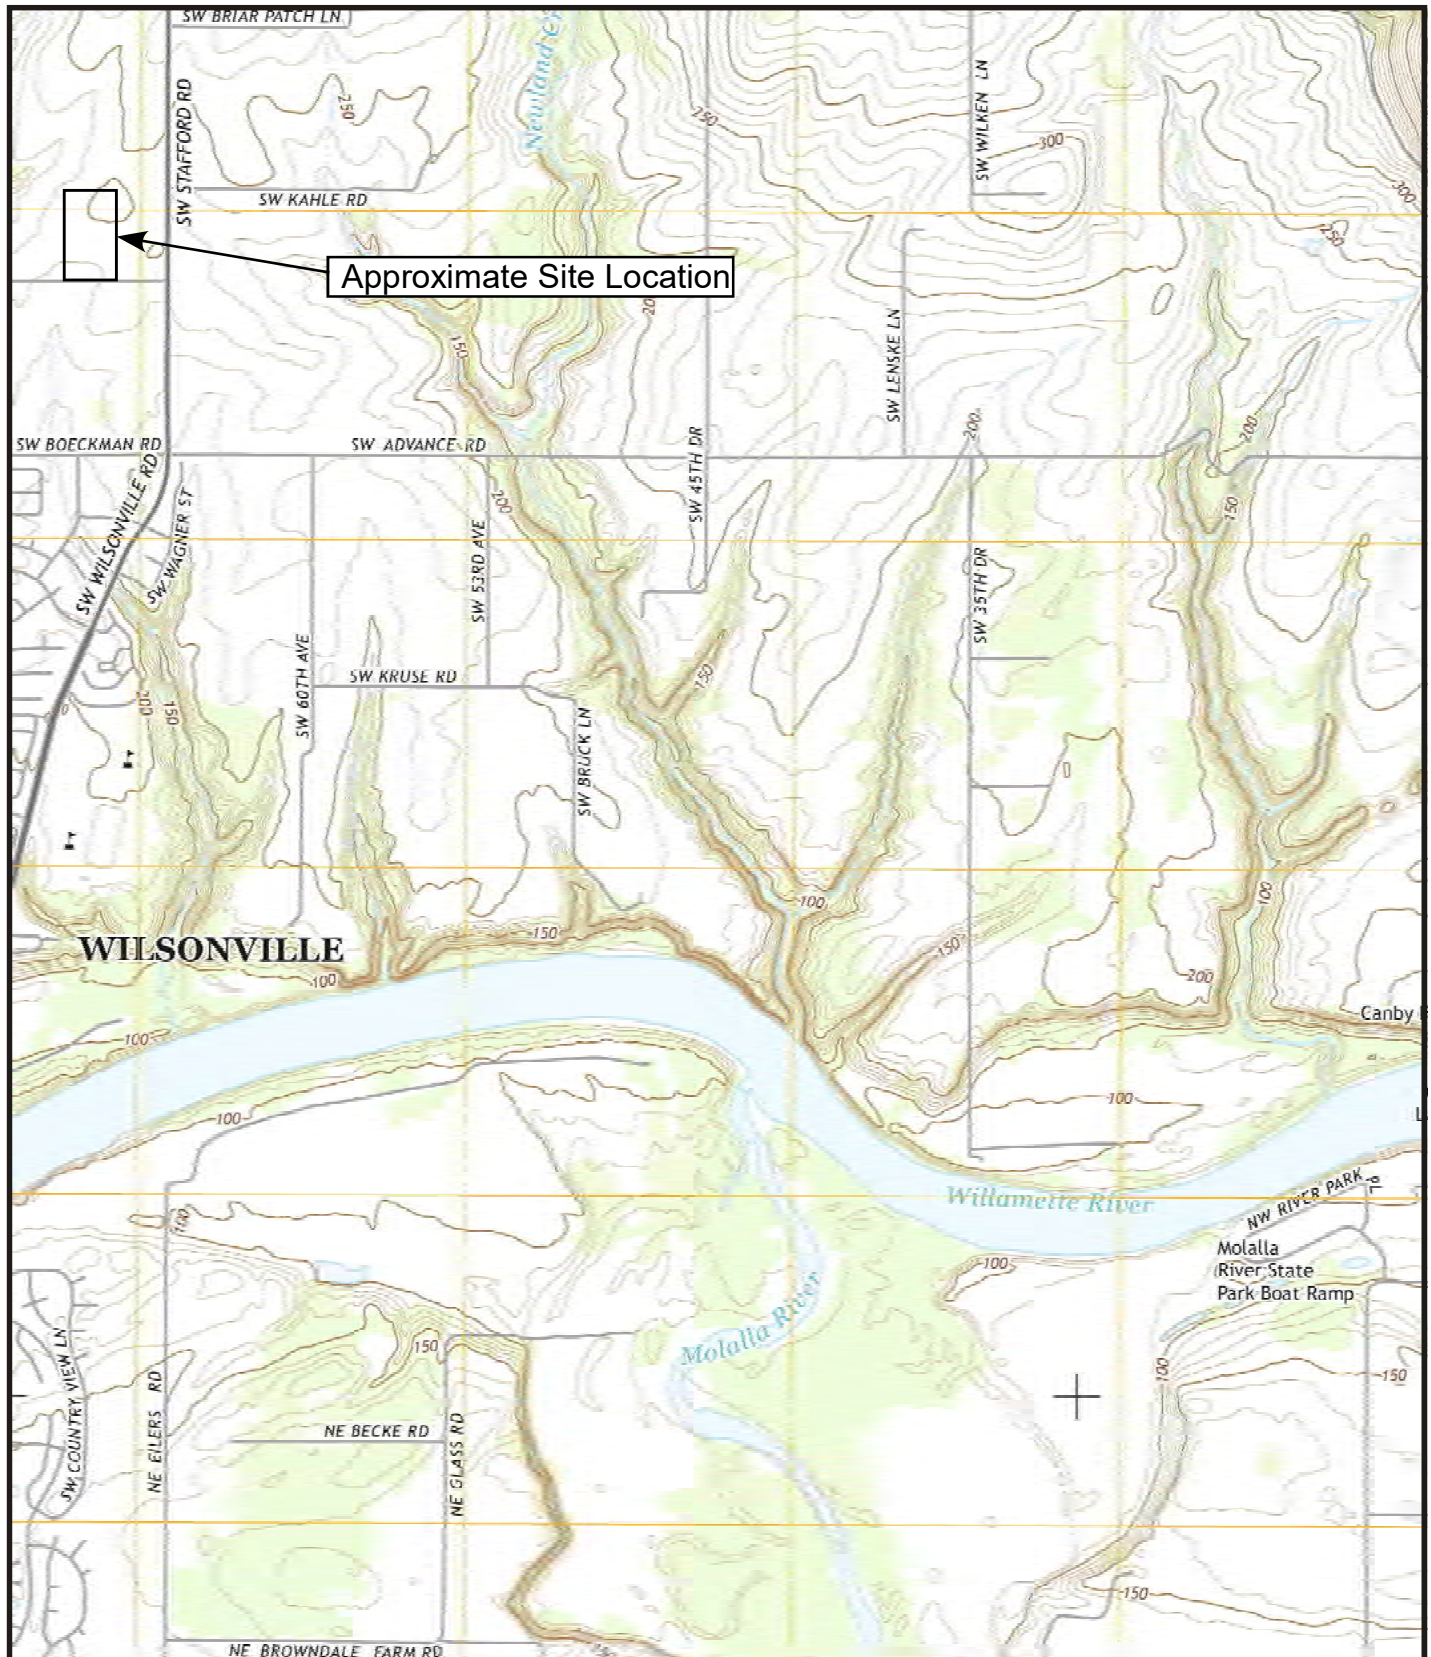 SW BRIAR PATCH LN
Newland
SW STAFFORD RD
250
250
SW WILKEN LN
300
SW KAHLE RD
300
250
Approximate Site Location
20
150
SW LENSKE LN
SW BOECKMAN RD
SW ADVANCE RD
200
200
SW WILSONVILLE RD
SW WAGNER ST
200
SW 53RD AVE
SW 45TH DR
150
SW 35TH DR
SW 60TH AVE
SW KRUSE RD
150
200
150
SW BRUCK LN
100
100
WILSONVILLE
150
150
100
200
Canby
100
100
100
L
Willamette River
NW RIVER PARK PL
100
Molalla
River State
Park Boat Ramp
100
Molalla River
150
100
150
SW COUNTRY VIEW LN
NE EILERS RD
NE BECKE RD
NE GLASS RD
150
NE BROWNDALE FARM RD